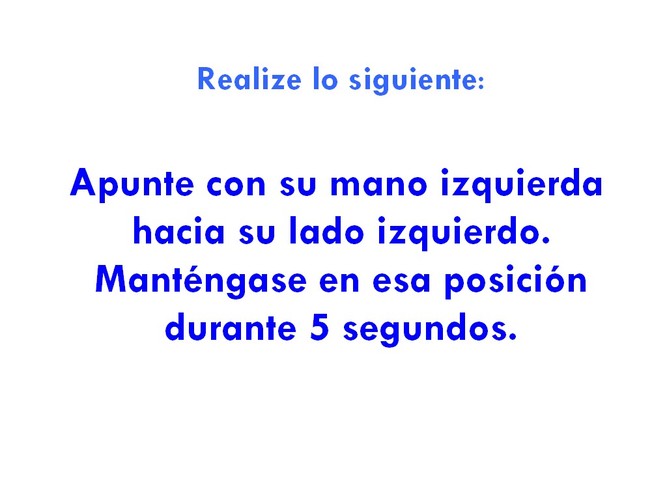 Realize lo siguiente:
Apunte con su mano izquierda
hacia su lado izquierdo.
Manténgase en esa posición
durante 5 segundos.